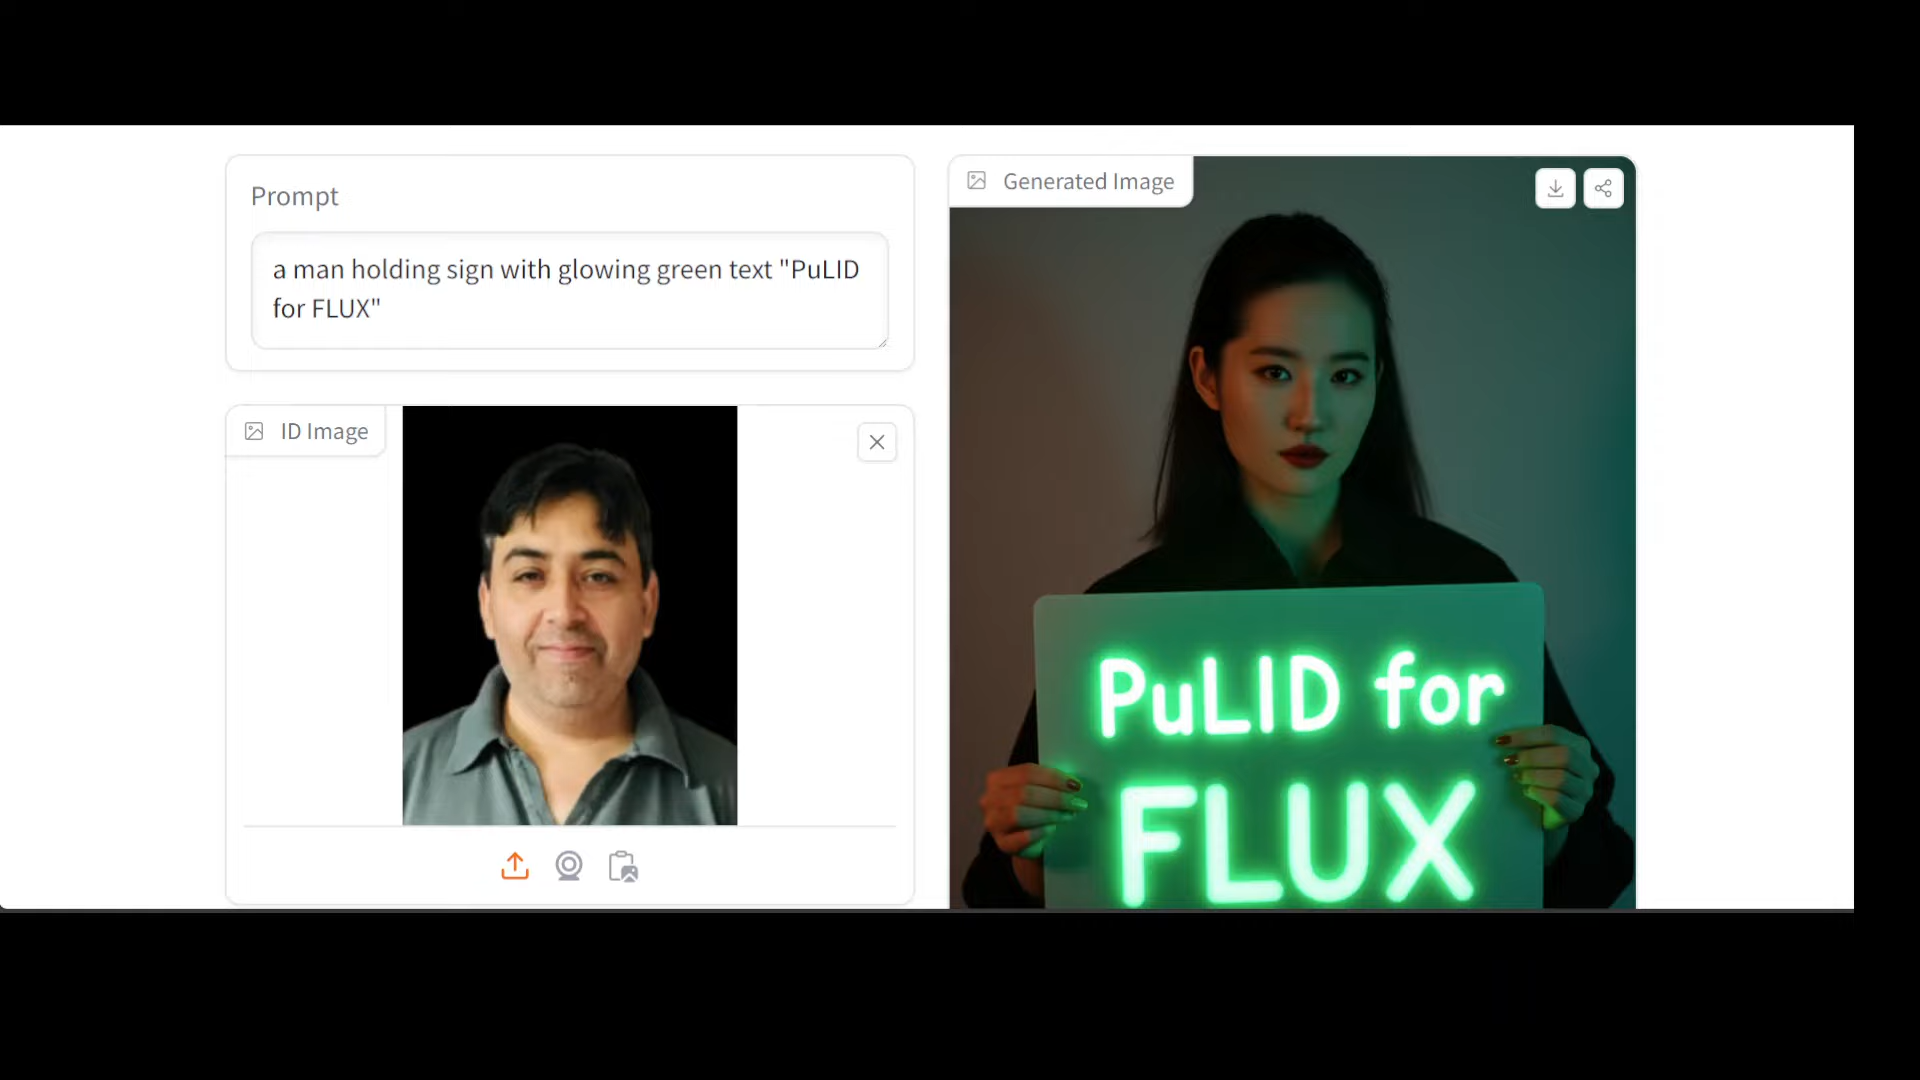 Prompt
a man holding sign with glowing green text "PuLID
for FLUX"
ID Image
Generated Image
PuLID for
FLUX